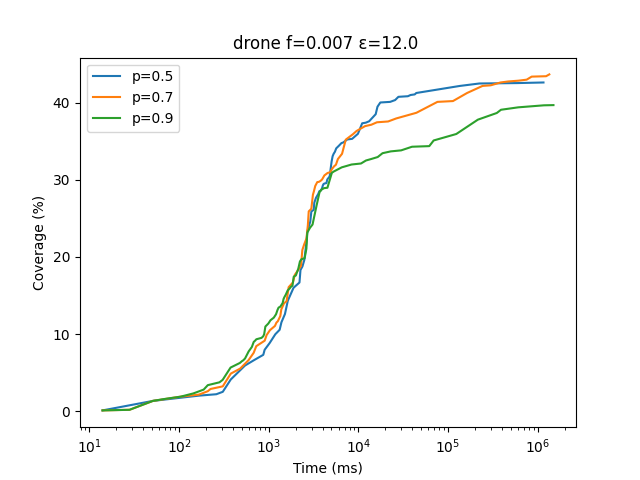 drone f=0.007 ε=12.0
p=0.5
p=0.7
p=0.9
Coverage (%)
40
30
20
10
0
10¹ 10² 10³ 10⁴ 10⁵ 10⁶
Time (ms)